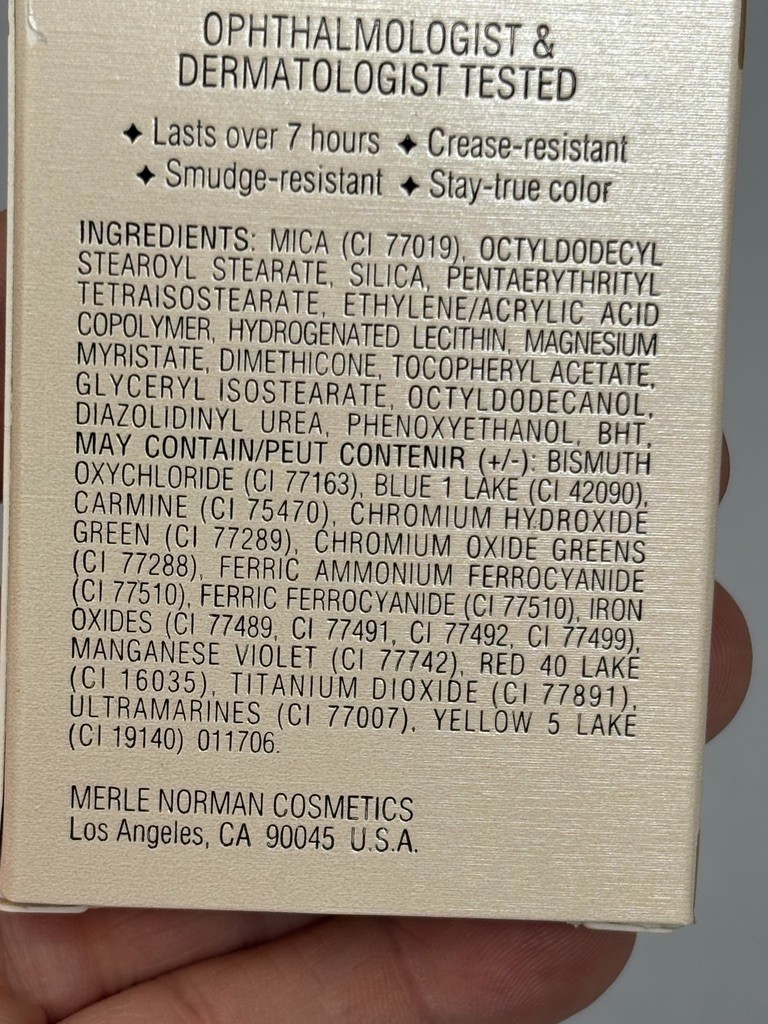 OPHTHALMOLOGIST &
DERMATOLOGIST TESTED
✦ Lasts over 7 hours ✦ Crease-resistant
✦ Smudge-resistant ✦ Stay-true color
INGREDIENTS: MICA (CI 77019), OCTYLDODECYL
STEAROYL STEARATE, SILICA, PENTAERYTHRITYL
TETRAISOSTEARATE, ETHYLENE/ACRYLIC ACID
COPOLYMER, HYDROGENATED LECITHIN, MAGNESIUM
MYRISTATE, DIMETHICONE, TOCOPHERYL ACETATE,
GLYCERYL ISOSTEARATE, OCTYLDODECANOL,
DIAZOLIDINYL UREA, PHENOXYETHANOL, BHT.
MAY CONTAIN/PEUT CONTENIR (+/-): BISMUTH
OXYCHLORIDE (CI 77163), BLUE 1 LAKE (CI 42090),
CARMINE (CI 75470), CHROMIUM HYDROXIDE
GREEN (CI 77289), CHROMIUM OXIDE GREENS
(CI 77288), FERRIC AMMONIUM FERROCYANIDE
(CI 77510), FERRIC FERROCYANIDE (CI 77510), IRON
OXIDES (CI 77489, CI 77491, CI 77492, CI 77499),
MANGANESE VIOLET (CI 77742), RED 40 LAKE
(CI 16035), TITANIUM DIOXIDE (CI 77891),
ULTRAMARINES (CI 77007), YELLOW 5 LAKE
(CI 19140) 011706.
MERLE NORMAN COSMETICS
Los Angeles, CA 90045 U.S.A.